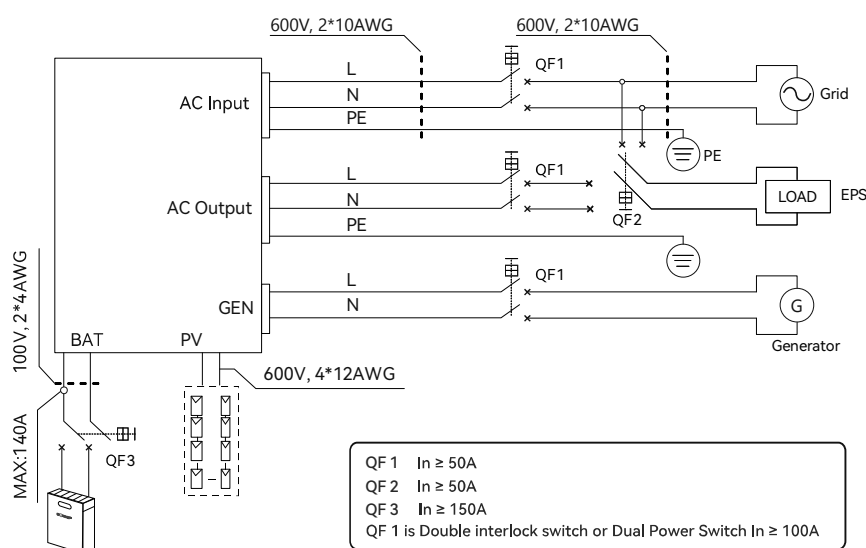 600V, 2*10AWG
600V, 2*10AWG
L
QF1
AC Input
N
PE
Grid
PE
L
QF1
AC Output
N
LOAD
EPS
QF2
PE
L
QF1
GEN
N
G
Generator
100V, 2*4AWG
BAT
PV
600V, 4*12AWG
MAX:140A
QF3
QF 1 In ≥ 50A
QF 2 In ≥ 50A
QF 3 In ≥ 150A
QF 1 is Double interlock switch or Dual Power Switch In ≥ 100A